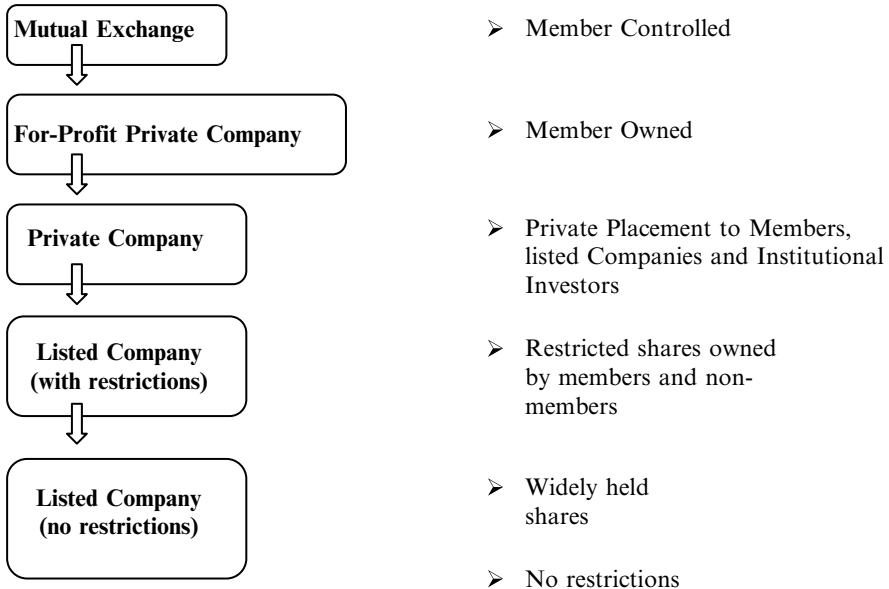 Mutual Exchange
➢ Member Controlled
For-Profit Private Company
➢ Member Owned
Private Company
➢ Private Placement to Members,
listed Companies and Institutional
Investors
Listed Company
(with restrictions)
➢ Restricted shares owned
by members and non-
members
Listed Company
(no restrictions)
➢ Widely held
shares
➢ No restrictions